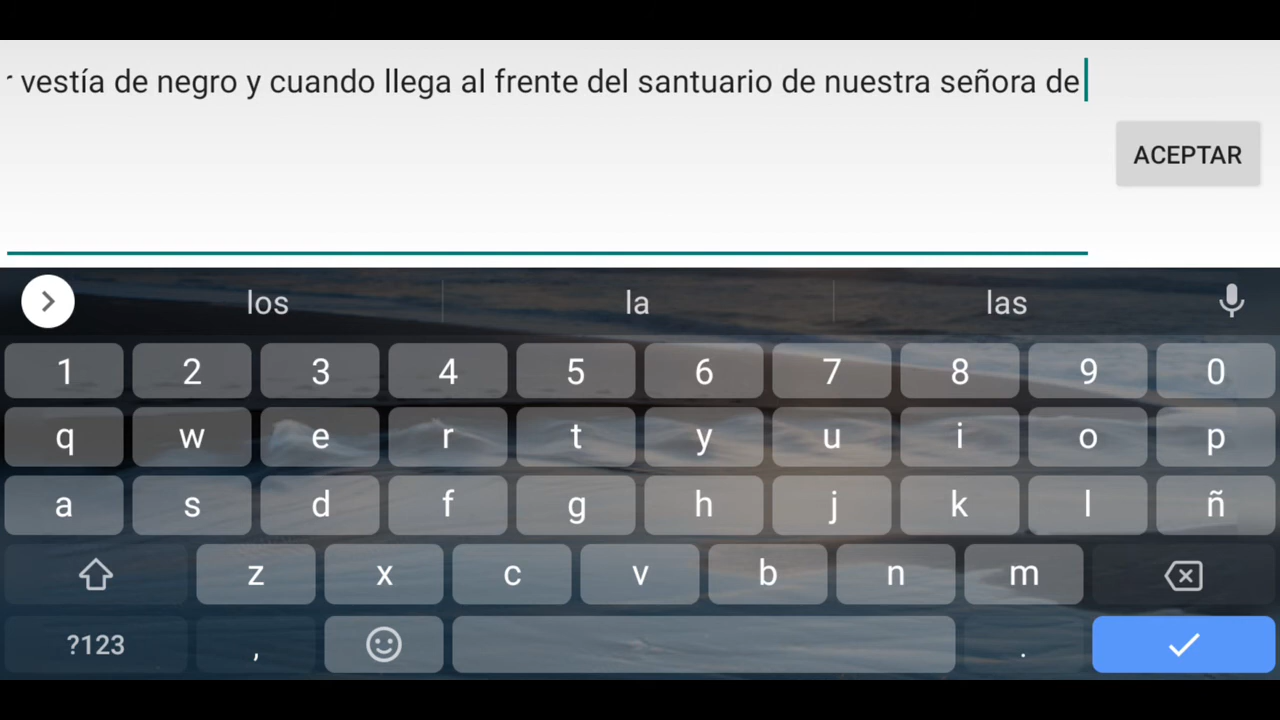 vestía de negro y cuando llega al frente del santuario de nuestra señora de
ACEPTAR
los la las
1 2 3 4 5 6 7 8 9 0
q w e r t y u i o p
a s d f g h j k l ñ
z x c v b n m
?123 , .